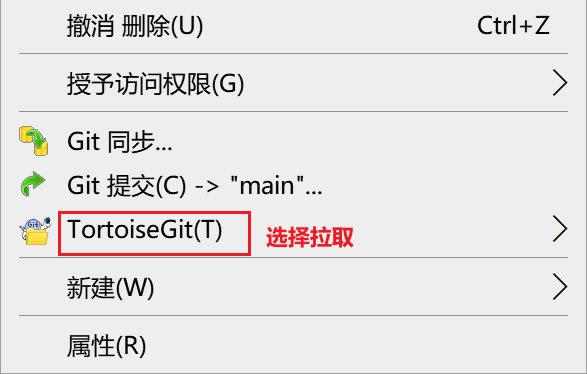 撤消 删除(U) Ctrl+Z
授予访问权限(G)
Git 同步...
Git 提交(C) -> "main"...
TortoiseGit(T) 选择拉取
新建(W)
属性(R)